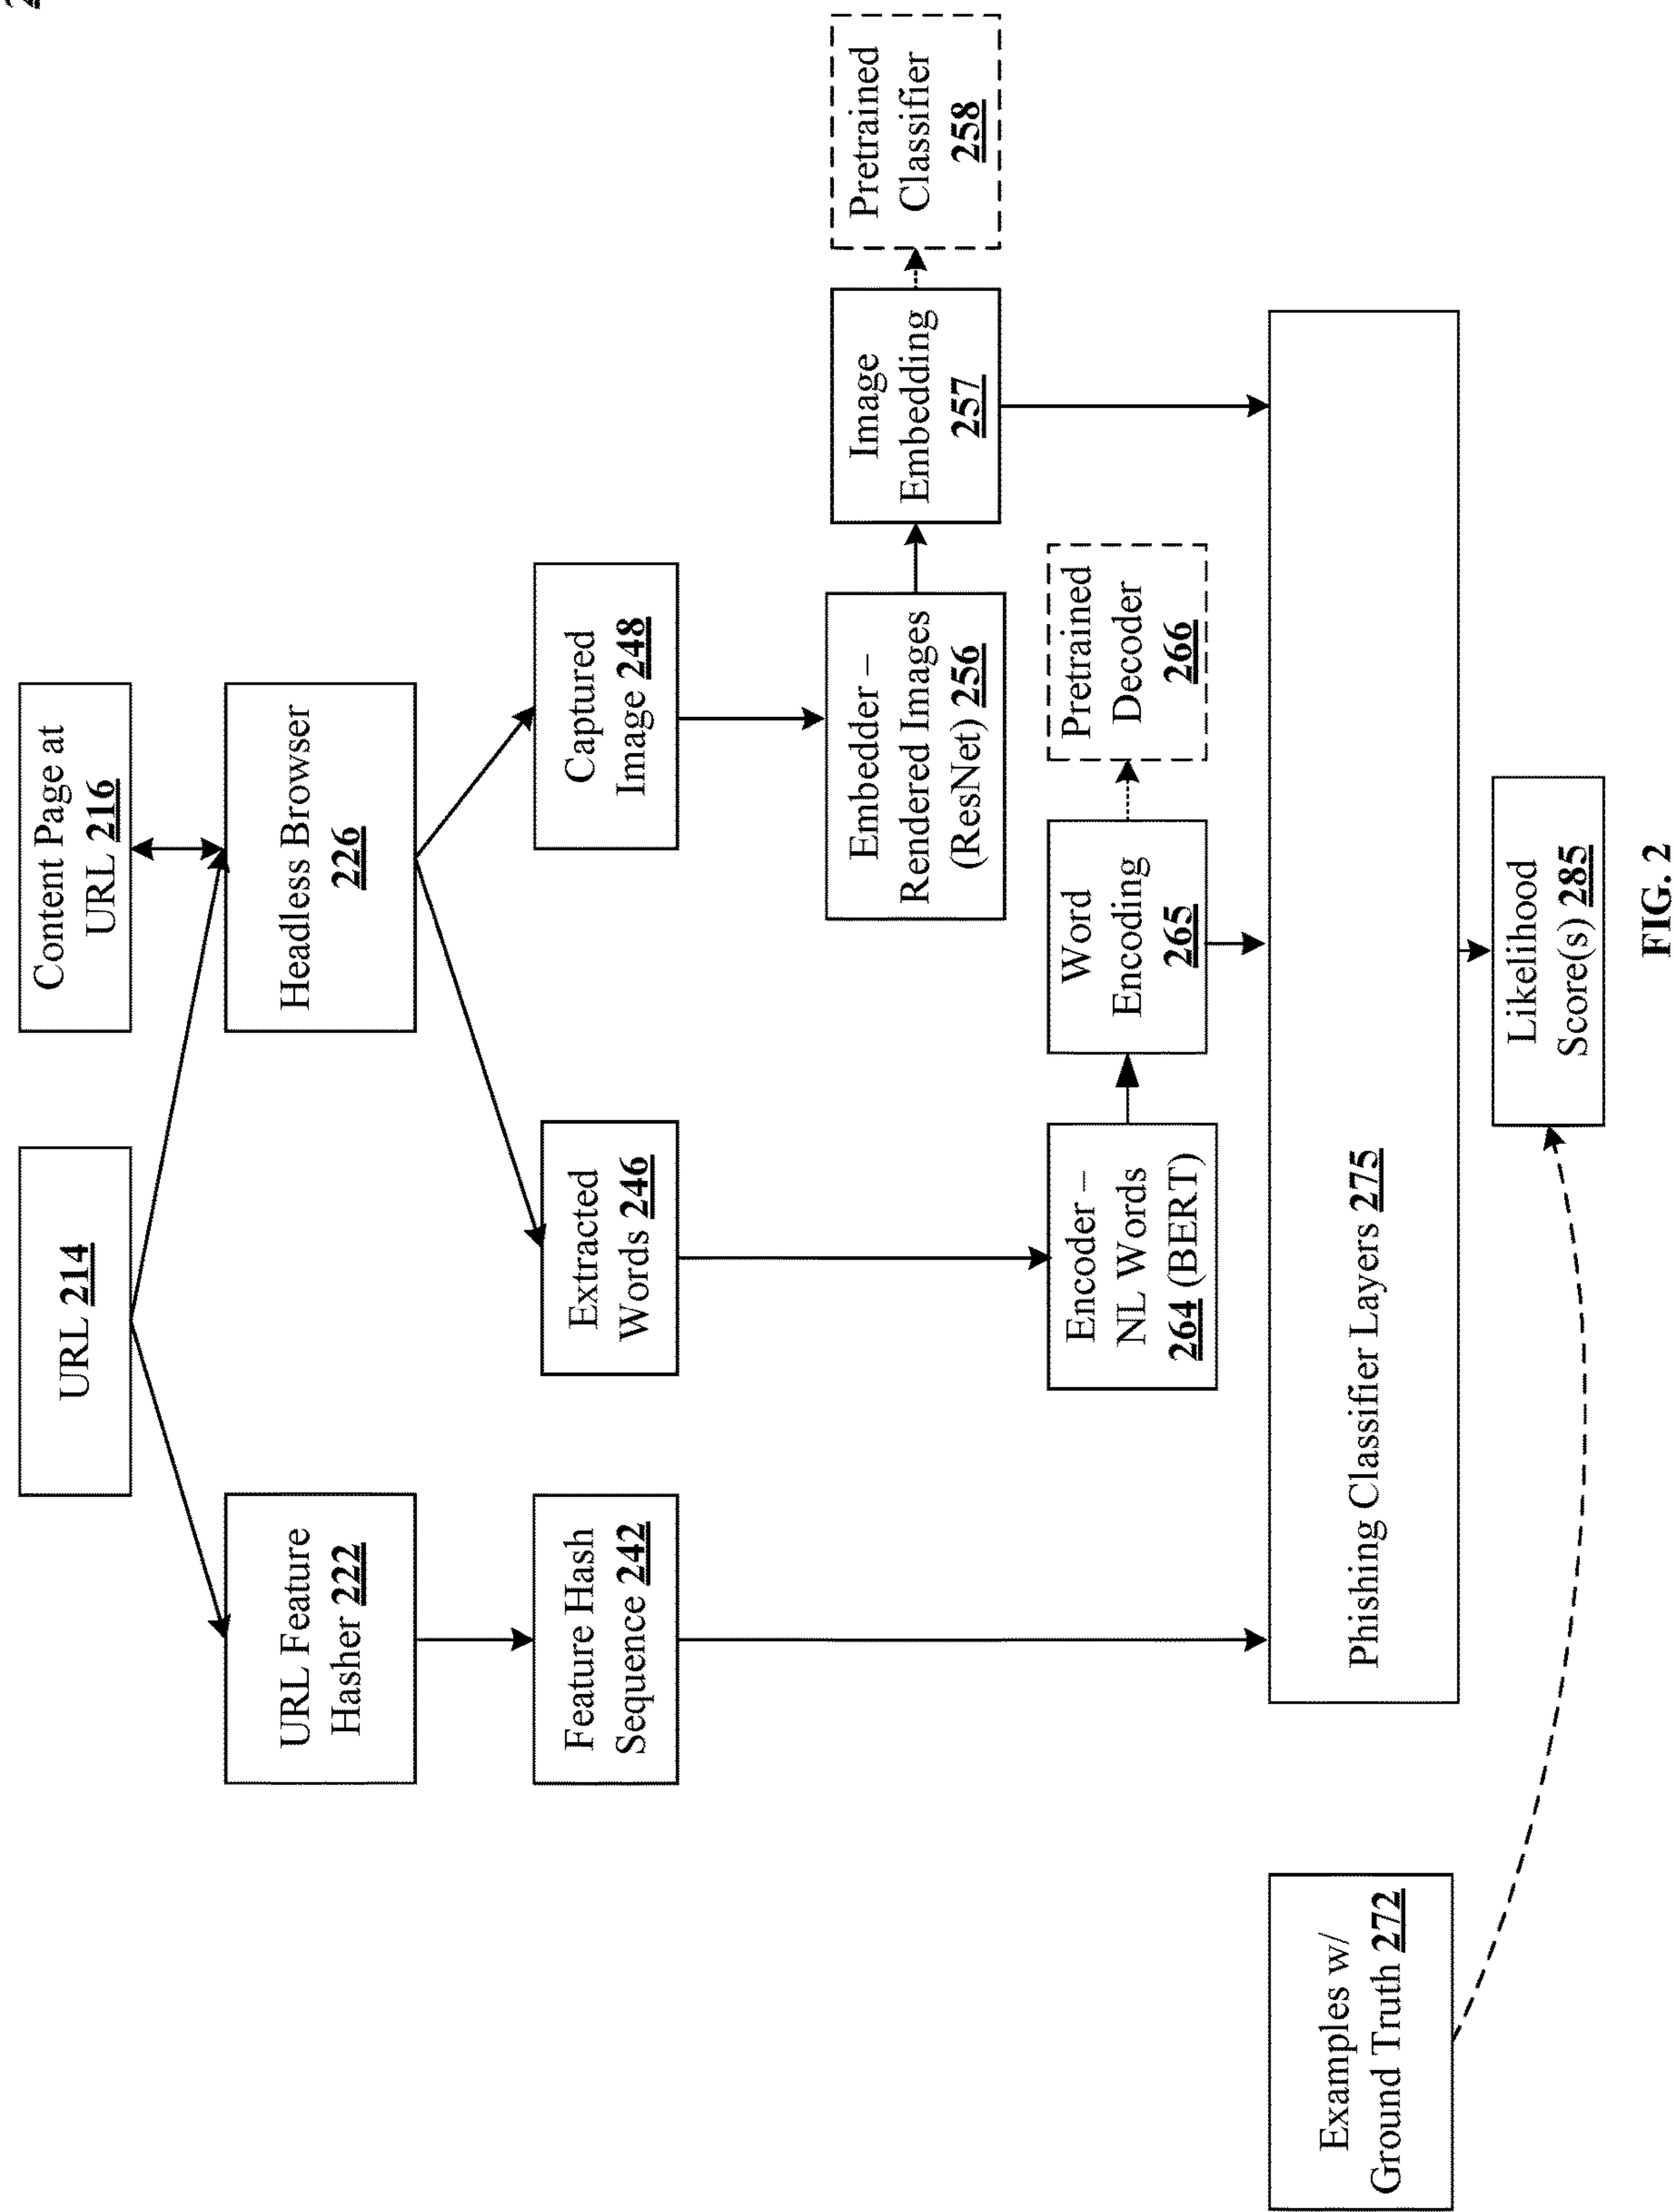 URL 214
Content Page at
URL 216
URL Feature
Hasher 222
Headless Browser
226
Feature Hash
Sequence 242
Extracted
Words 246
Captured
Image 248
Embedder –
Rendered Images
(ResNet) 256
Image
Embedding
257
Pretrained
Classifier
258
Encoder –
NL Words
264 (BERT)
Word
Encoding
265
Pretrained
Decoder
266
Examples w/
Ground Truth 272
Phishing Classifier Layers 275
Likelihood
Score(s) 285
FIG. 2